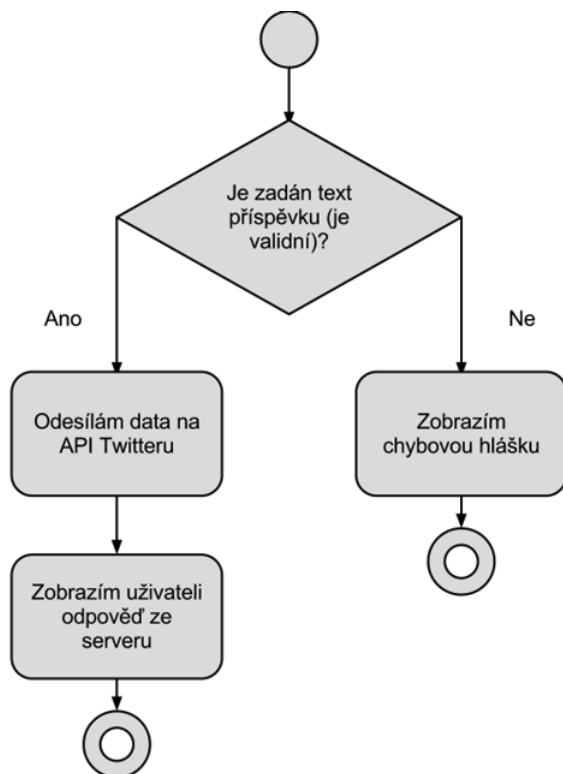 Je zadán text
příspěvku (je
validní)?
Ano
Ne
Odesílám data na
API Twitteru
Zobrazím
chybovou hlášku
Zobrazím uživateli
odpověď ze
serveru